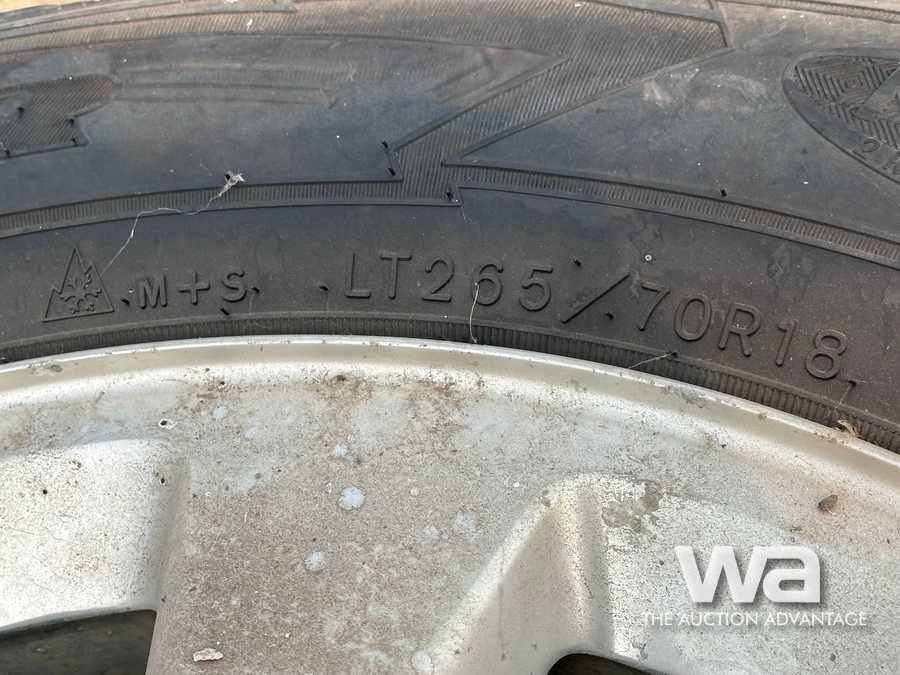 M+S LT265/70R18
wa
THE AUCTION ADVANTAGE